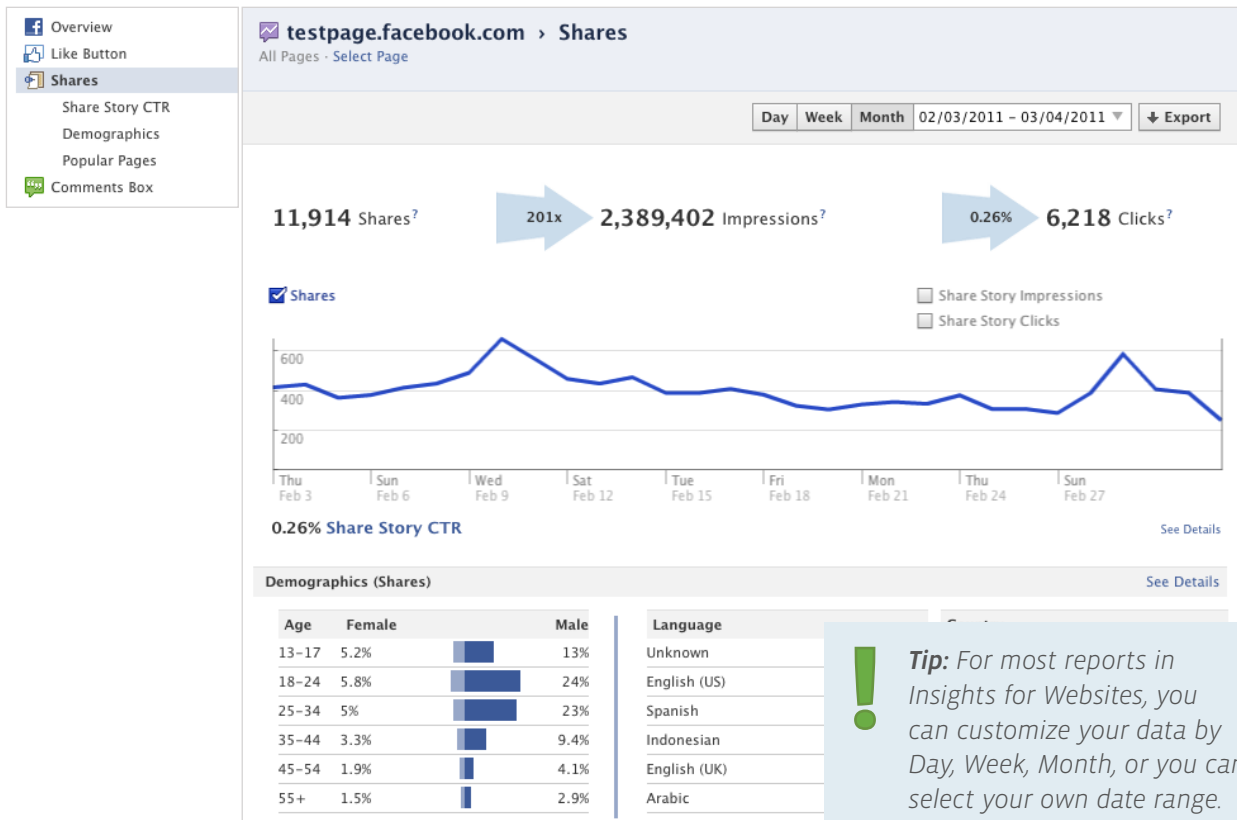 Overview
Like Button
Shares
Share Story CTR
Demographics
Popular Pages
Comments Box
testpage.facebook.com › Shares
All Pages · Select Page
Day Week Month 02/03/2011 – 03/04/2011 Export
11,914 Shares? 201x 2,389,402 Impressions? 0.26% 6,218 Clicks?
Shares
Share Story Impressions
Share Story Clicks
600
400
200
Thu Sun Wed Sat Tue Fri Mon Thu Sun
Feb 3 Feb 6 Feb 9 Feb 12 Feb 15 Feb 18 Feb 21 Feb 24 Feb 27
0.26% Share Story CTR See Details
Demographics (Shares) See Details
Age Female Male
13–17 5.2% 13%
18–24 5.8% 24%
25–34 5% 23%
35–44 3.3% 9.4%
45–54 1.9% 4.1%
55+ 1.5% 2.9%
Language
Unknown
English (US)
Spanish
Indonesian
English (UK)
Arabic
! Tip: For most reports in
Insights for Websites, you
can customize your data by
Day, Week, Month, or you can
select your own date range.